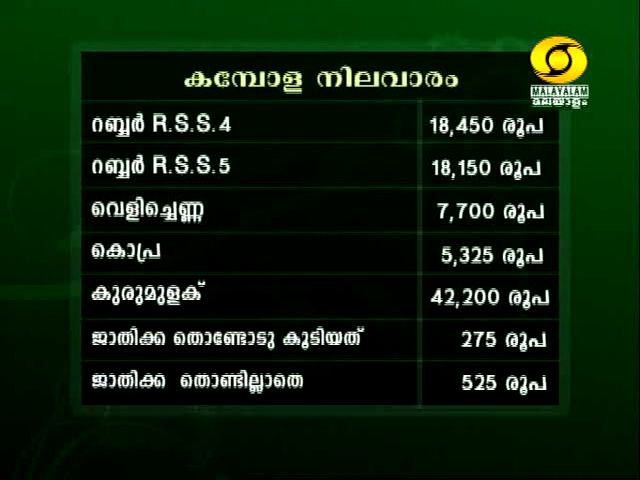 കമ്പോള നിലവാരം
MALAYALAM
മലയാളം
റബ്ബർ R.S.S.4 18,450 രൂപ
റബ്ബർ R.S.S.5 18,150 രൂപ
വെളിച്ചെണ്ണ 7,700 രൂപ
കൊപ്ര 5,325 രൂപ
കുരുമുളക് 42,200 രൂപ
ജാതിക്ക തൊണ്ടോടു കൂടിയത് 275 രൂപ
ജാതിക്ക തൊണ്ടില്ലാതെ 525 രൂപ